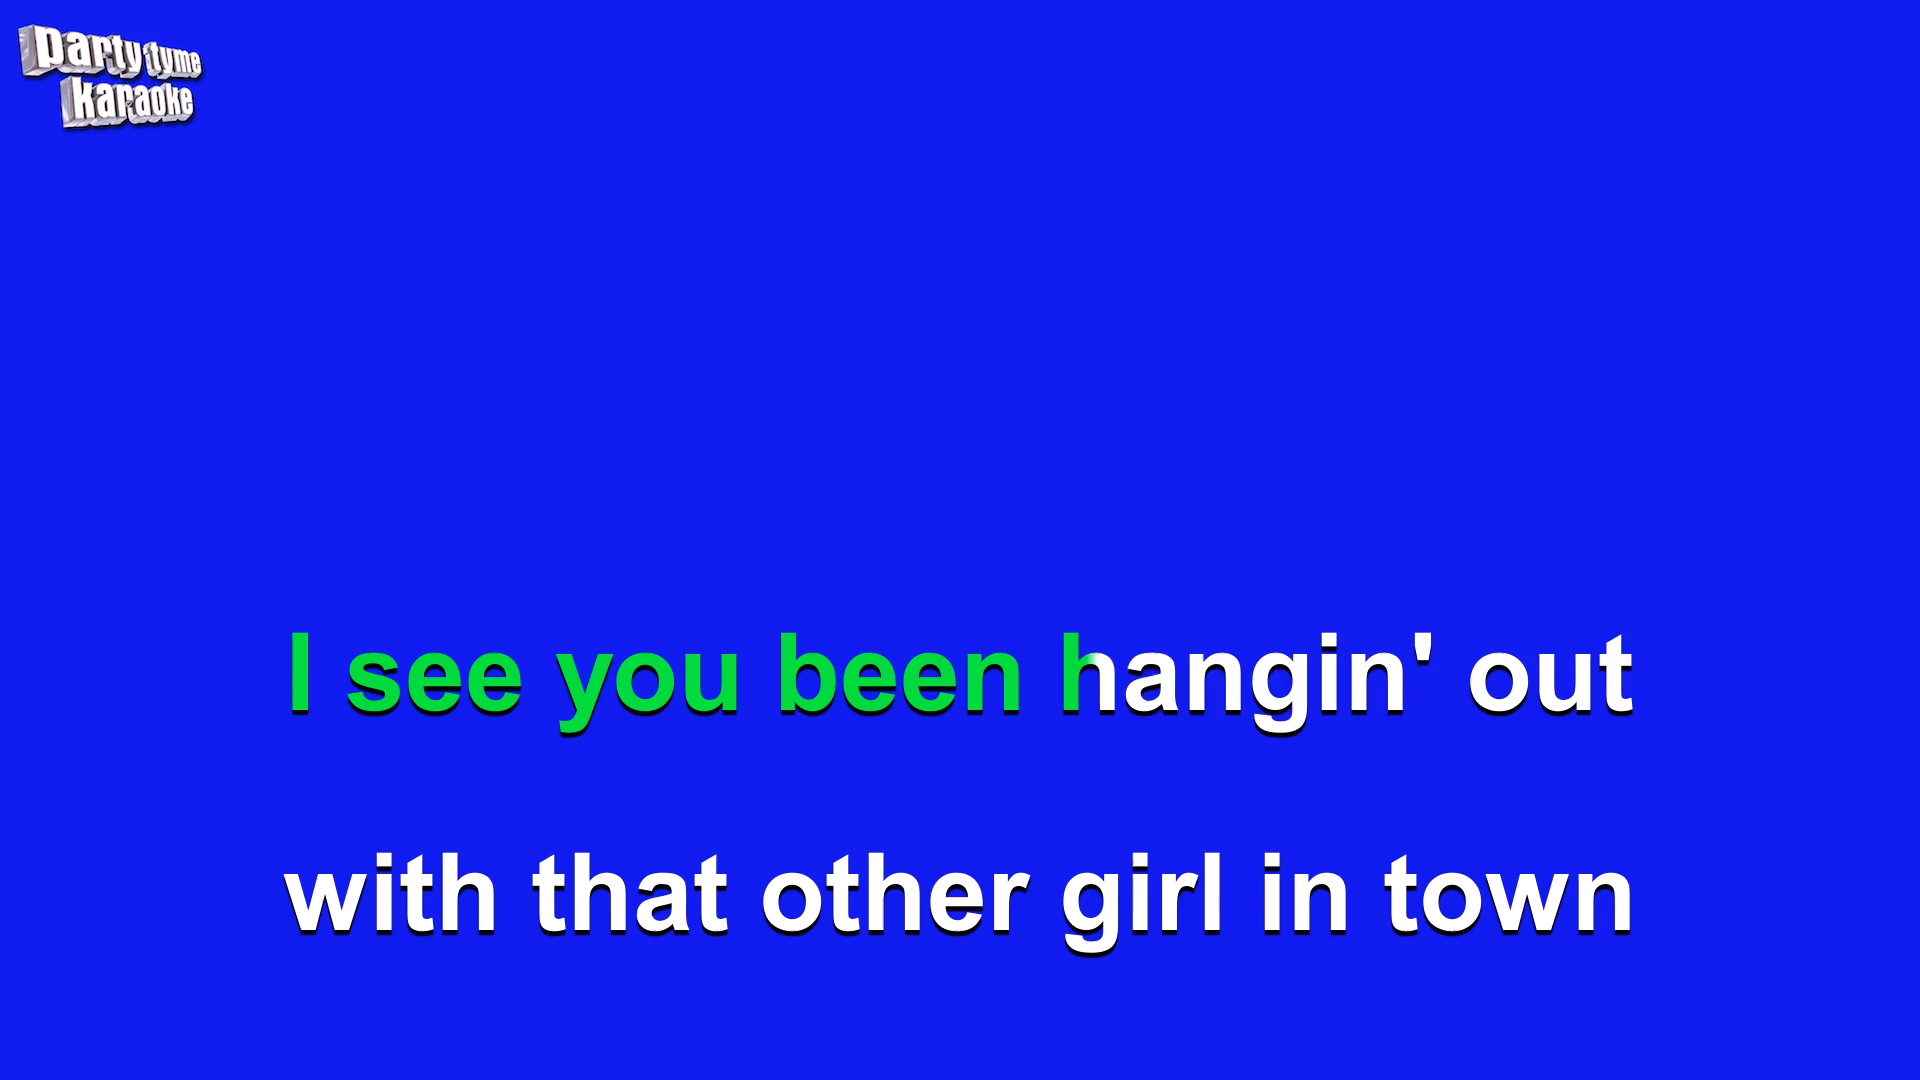 party tyme
karaoke
I see you been hangin' out
with that other girl in town